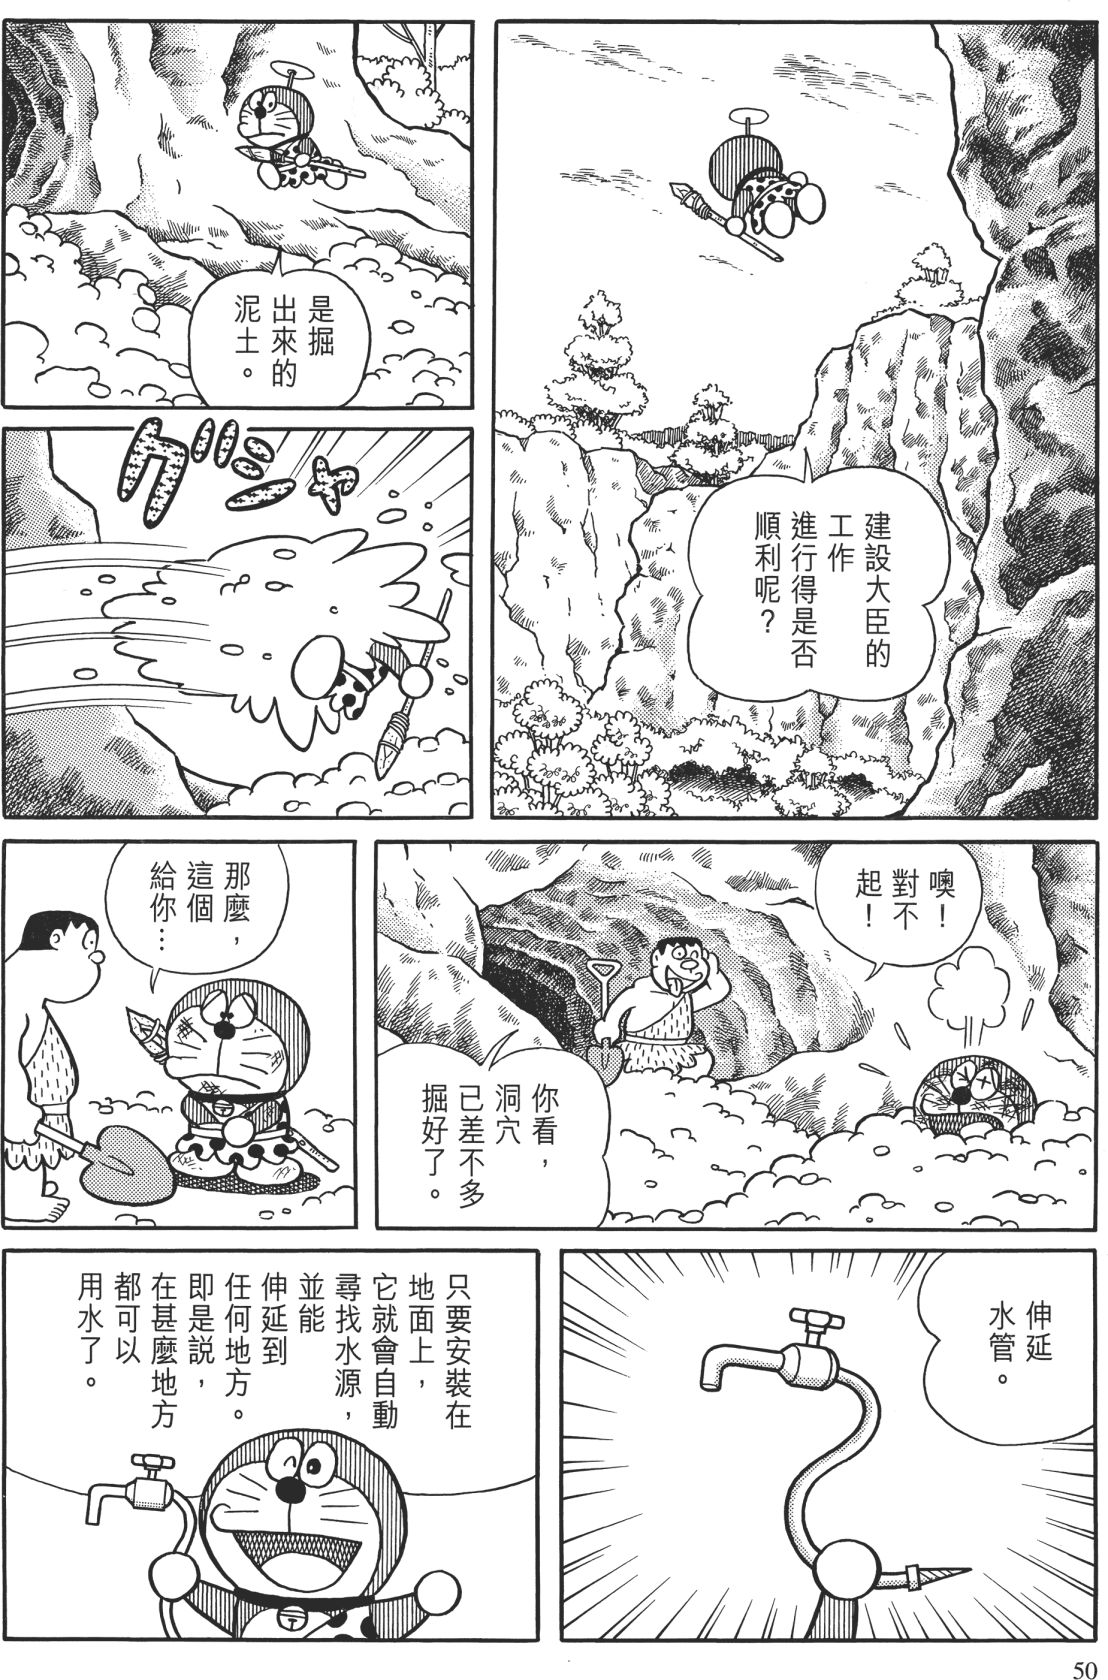 建設大臣的
工作
進行得是否
順利呢？
是掘
出來的
泥土。
グシャ
噢！
對不
起！
你看，
洞穴
已差不多
掘好了。
那麼，
這個
給你…
伸延
水管。
只要安裝在
地面上，
它就會自動
尋找水源，
並能
伸延到
任何地方。
即是説，
在甚麼地方
都可以
用水了。
50